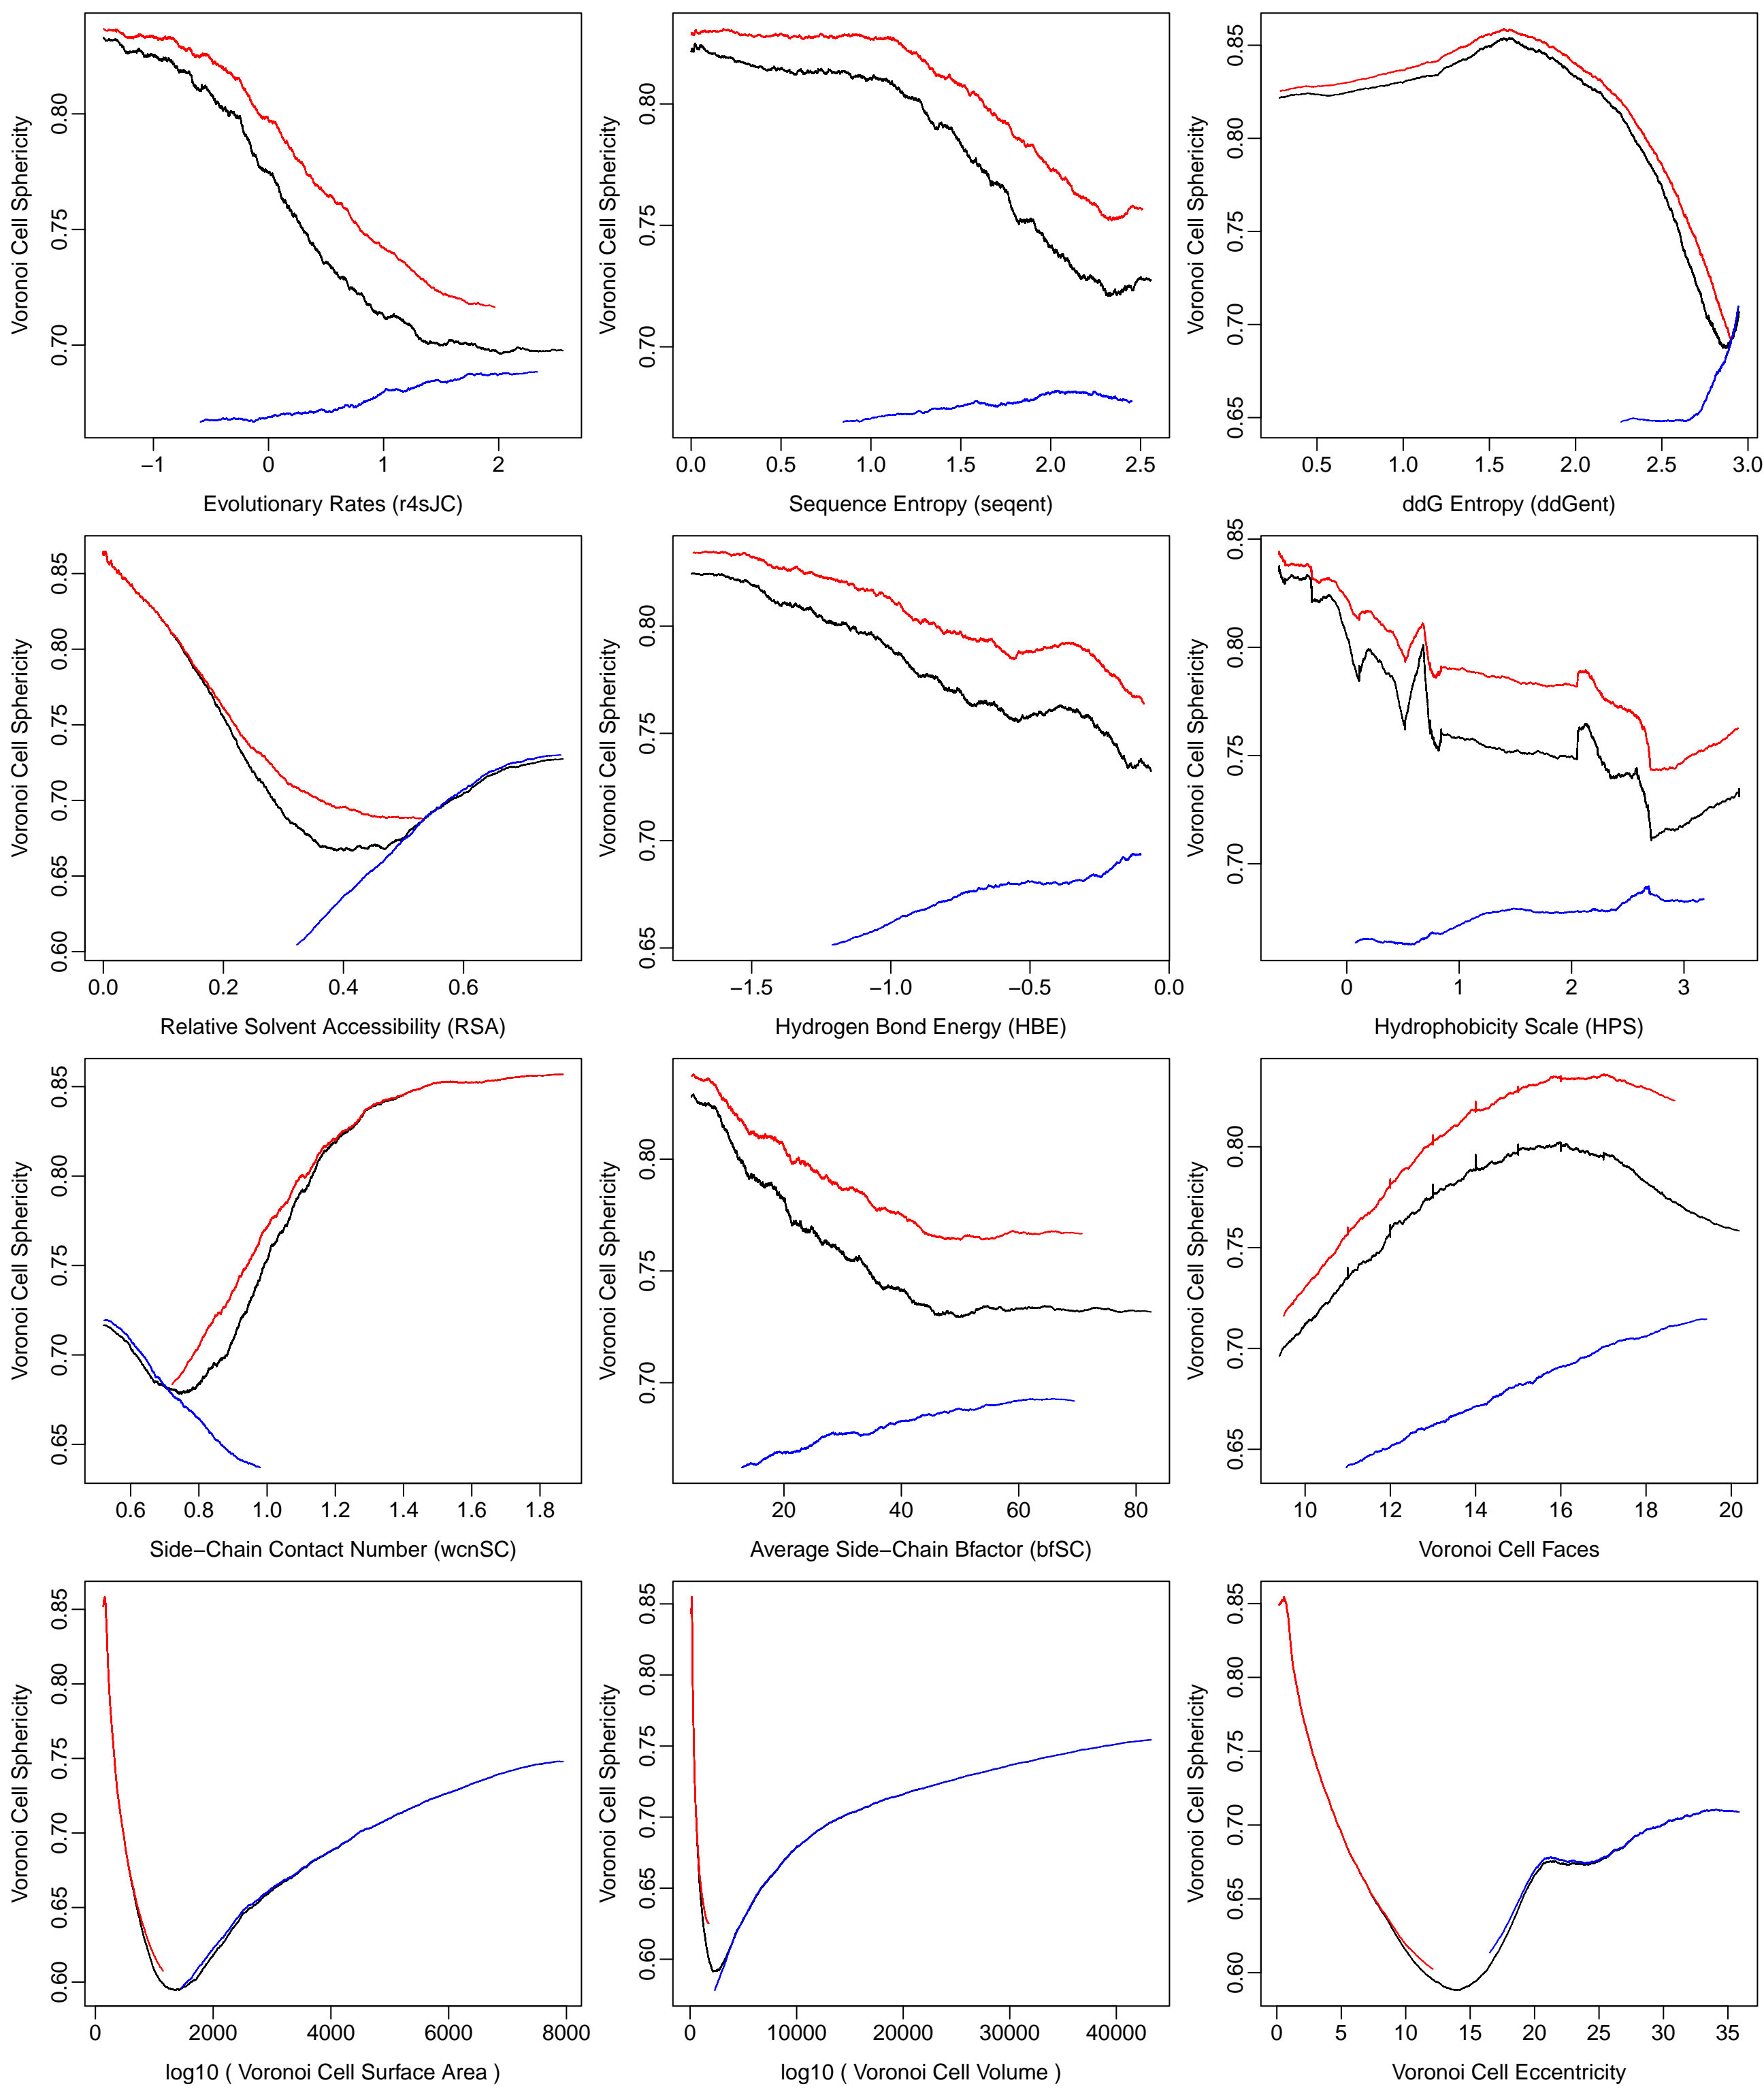 Voronoi Cell Sphericity
0.70 0.75 0.80
−1 0 1 2
Evolutionary Rates (r4sJC)
Voronoi Cell Sphericity
0.70 0.75 0.80
0.0 0.5 1.0 1.5 2.0 2.5
Sequence Entropy (seqent)
Voronoi Cell Sphericity
0.65 0.70 0.75 0.80 0.85
0.5 1.0 1.5 2.0 2.5 3.0
ddG Entropy (ddGent)
Voronoi Cell Sphericity
0.60 0.65 0.70 0.75 0.80 0.85
0.0 0.2 0.4 0.6
Relative Solvent Accessibility (RSA)
Voronoi Cell Sphericity
0.65 0.70 0.75 0.80
−1.5 −1.0 −0.5 0.0
Hydrogen Bond Energy (HBE)
Voronoi Cell Sphericity
0.70 0.75 0.80 0.85
0 1 2 3
Hydrophobicity Scale (HPS)
Voronoi Cell Sphericity
0.65 0.70 0.75 0.80 0.85
0.6 0.8 1.0 1.2 1.4 1.6 1.8
Side−Chain Contact Number (wcnSC)
Voronoi Cell Sphericity
0.70 0.75 0.80
20 40 60 80
Average Side−Chain Bfactor (bfSC)
Voronoi Cell Sphericity
0.65 0.70 0.75 0.80
10 12 14 16 18 20
Voronoi Cell Faces
Voronoi Cell Sphericity
0.60 0.65 0.70 0.75 0.80 0.85
0 2000 4000 6000 8000
log10 ( Voronoi Cell Surface Area )
Voronoi Cell Sphericity
0.60 0.65 0.70 0.75 0.80 0.85
0 10000 20000 30000 40000
log10 ( Voronoi Cell Volume )
Voronoi Cell Sphericity
0.60 0.65 0.70 0.75 0.80 0.85
0 5 10 15 20 25 30 35
Voronoi Cell Eccentricity